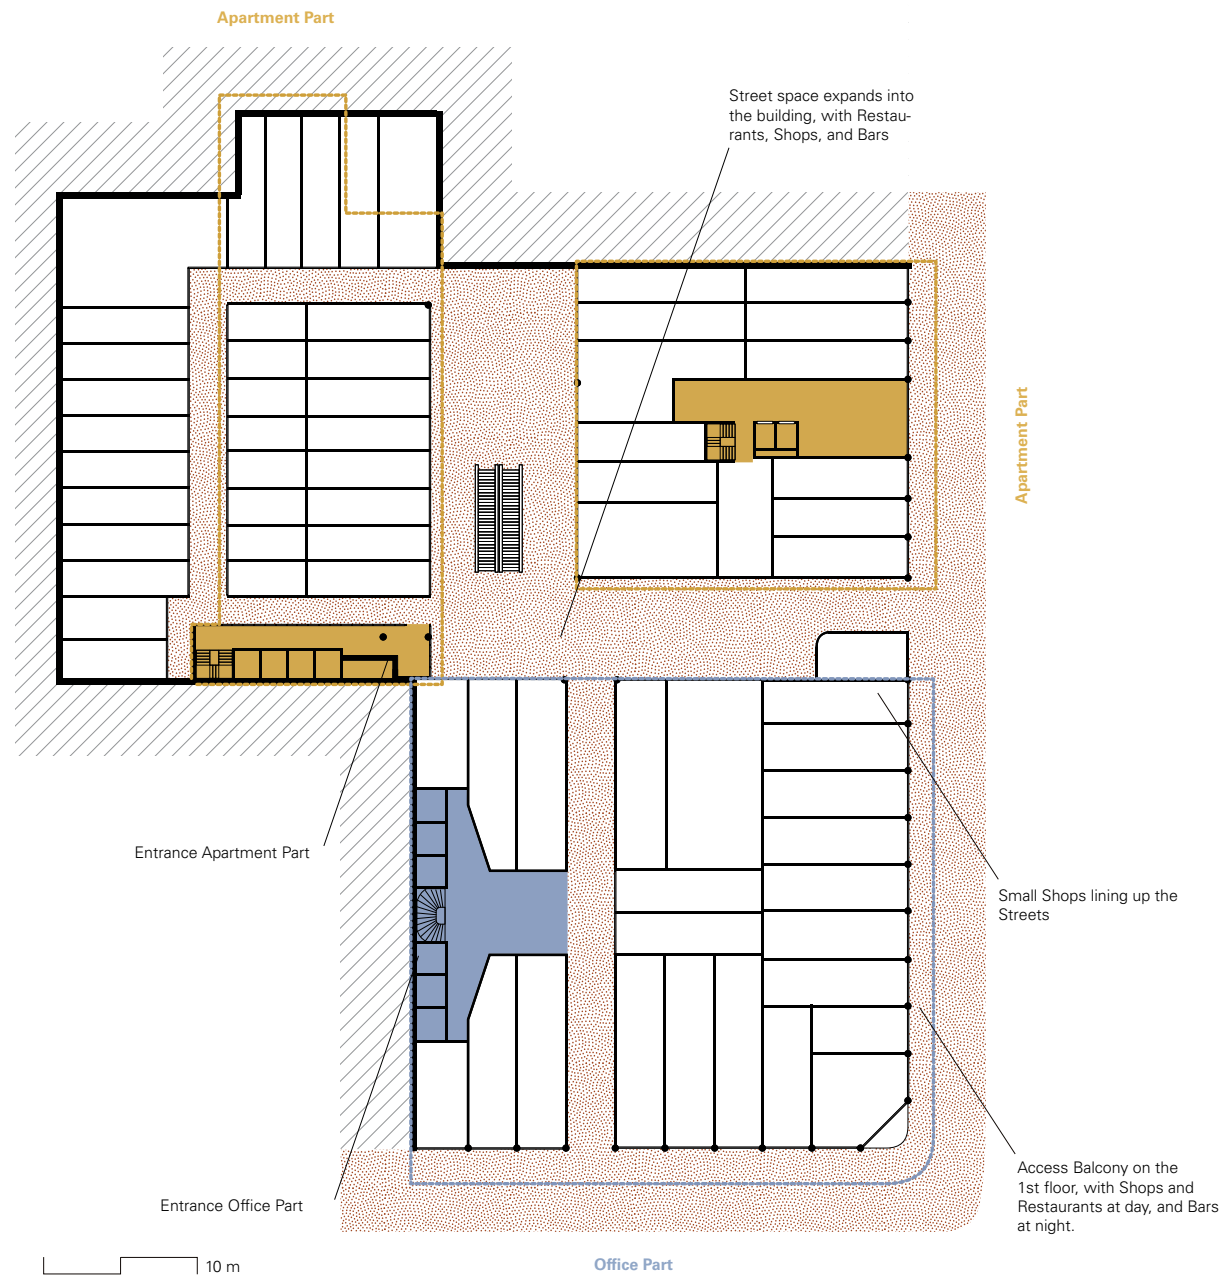 Apartment Part
Street space expands into
the building, with Restau-
rants, Shops, and Bars
Apartment Part
Entrance Apartment Part
Small Shops lining up the
Streets
Access Balcony on the
1st floor, with Shops and
Restaurants at day, and Bars
at night.
Entrance Office Part
Office Part
10 m